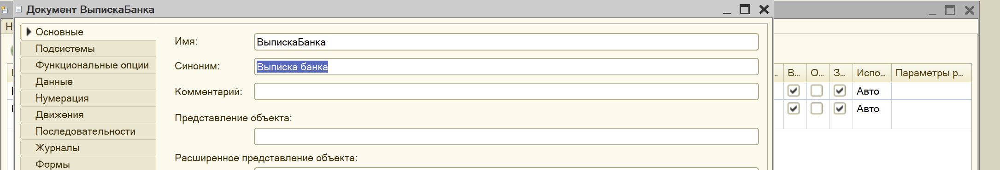 Документ ВыпискаБанка
Основные
Подсистемы
Функциональные опции
Данные
Нумерация
Движения
Последовательности
Журналы
Формы
Имя: ВыпискаБанка
Синоним: Выписка банка
Комментарий:
Представление объекта:
Расширенное представление объекта:
В... О... З... Испо... Параметры р...
Авто
Авто